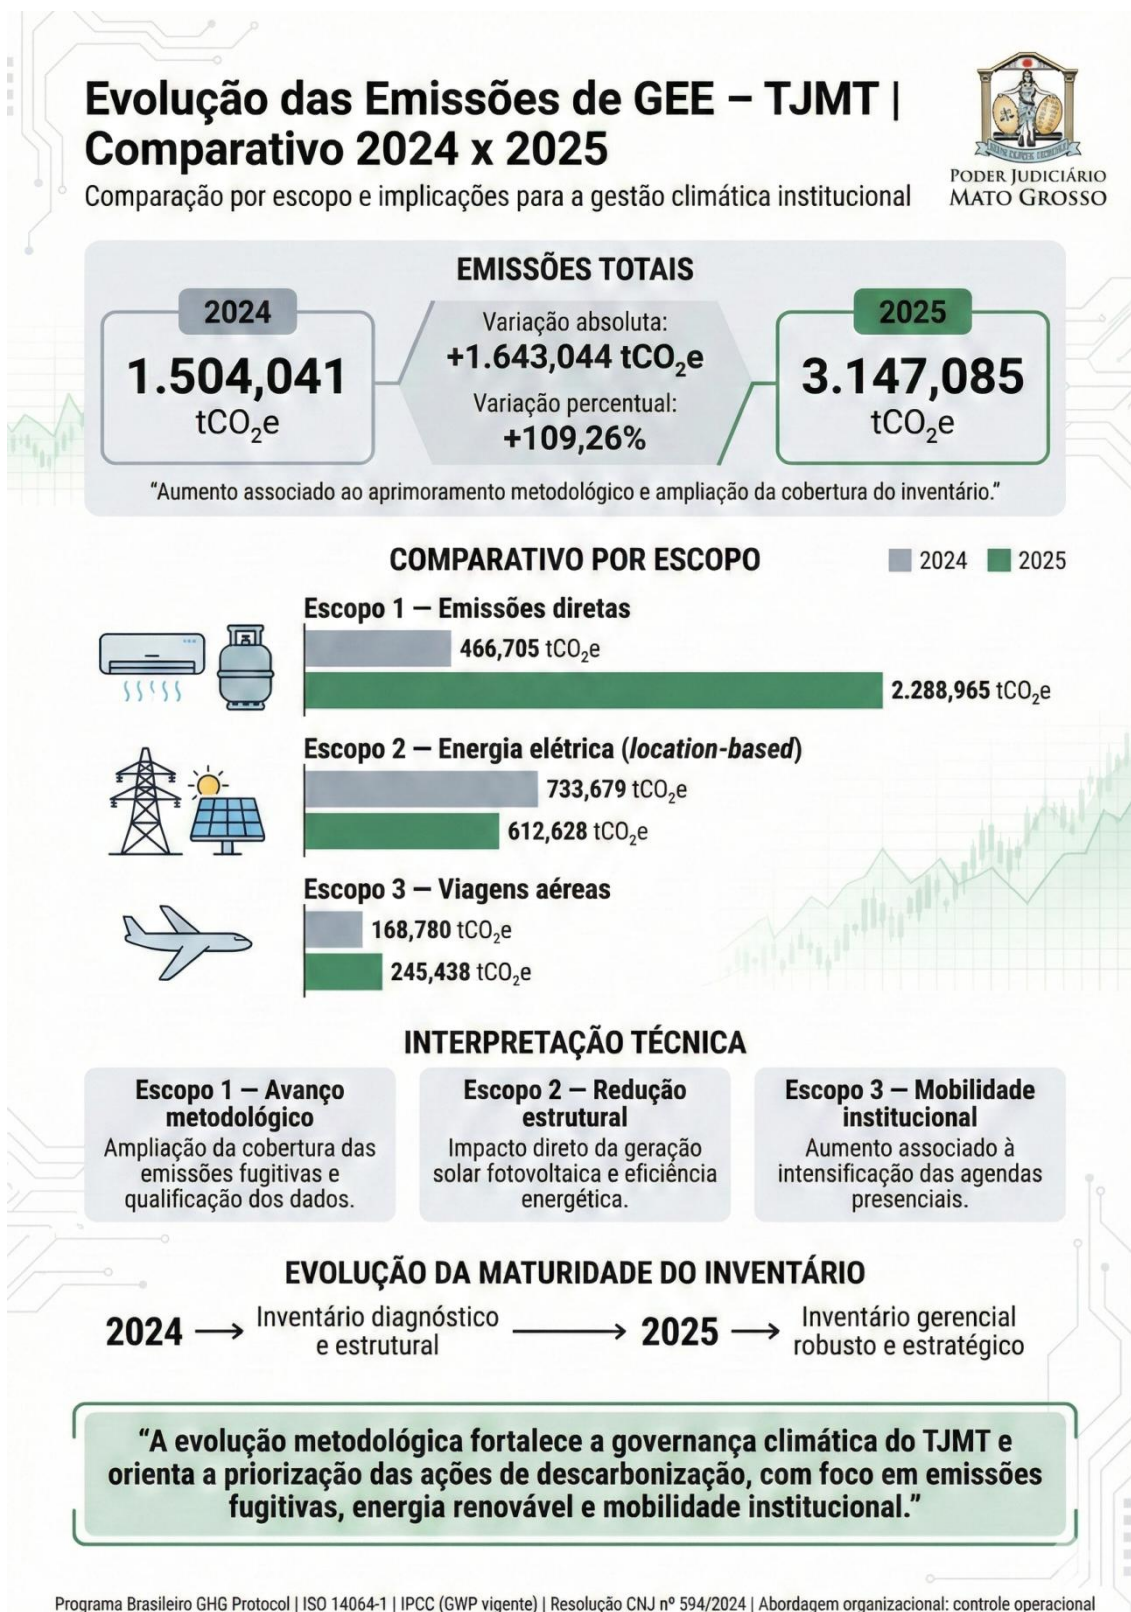 Evolução das Emissões de GEE – TJMT |
Comparativo 2024 x 2025
Comparação por escopo e implicações para a gestão climática institucional
PODER JUDICIÁRIO
MATO GROSSO
EMISSÕES TOTAIS
2024
1.504,041
tCO₂e
Variação absoluta:
+1.643,044 tCO₂e
Variação percentual:
+109,26%
2025
3.147,085
tCO₂e
“Aumento associado ao aprimoramento metodológico e ampliação da cobertura do inventário.”
COMPARATIVO POR ESCOPO
2024
2025
Escopo 1 — Emissões diretas
466,705 tCO₂e
2.288,965 tCO₂e
Escopo 2 — Energia elétrica (location-based)
733,679 tCO₂e
612,628 tCO₂e
Escopo 3 — Viagens aéreas
168,780 tCO₂e
245,438 tCO₂e
INTERPRETAÇÃO TÉCNICA
Escopo 1 — Avanço
metodológico
Ampliação da cobertura das
emissões fugitivas e
qualificação dos dados.
Escopo 2 — Redução
estrutural
Impacto direto da geração
solar fotovoltaica e eficiência
energética.
Escopo 3 — Mobilidade
institucional
Aumento associado à
intensificação das agendas
presenciais.
EVOLUÇÃO DA MATURIDADE DO INVENTÁRIO
2024
Inventário diagnóstico
e estrutural
2025
Inventário gerencial
robusto e estratégico
“A evolução metodológica fortalece a governança climática do TJMT e
orienta a priorização das ações de descarbonização, com foco em emissões
fugitivas, energia renovável e mobilidade institucional.”
Programa Brasileiro GHG Protocol | ISO 14064-1 | IPCC (GWP vigente) | Resolução CNJ nº 594/2024 | Abordagem organizacional: controle operacional